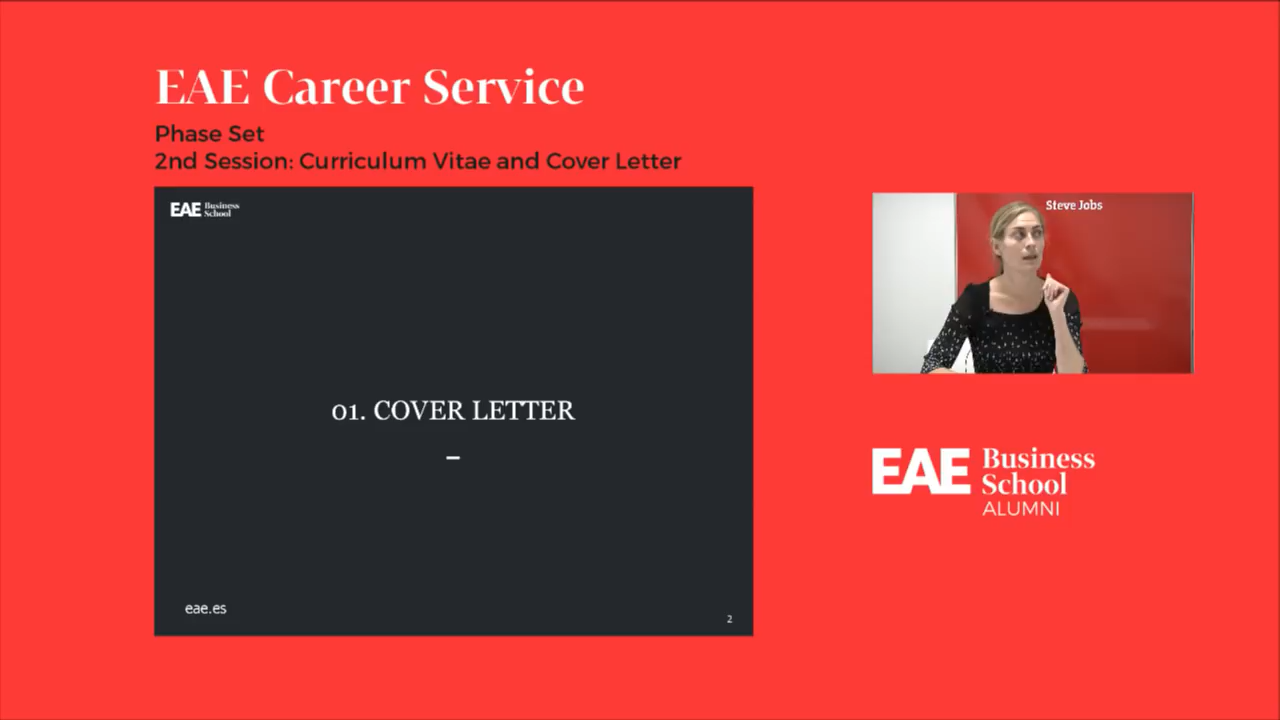 EAE Career Service
Phase Set
2nd Session: Curriculum Vitae and Cover Letter
EAE Business
School
01. COVER LETTER
eae.es
2
Steve Jobs
EAE Business
School
ALUMNI